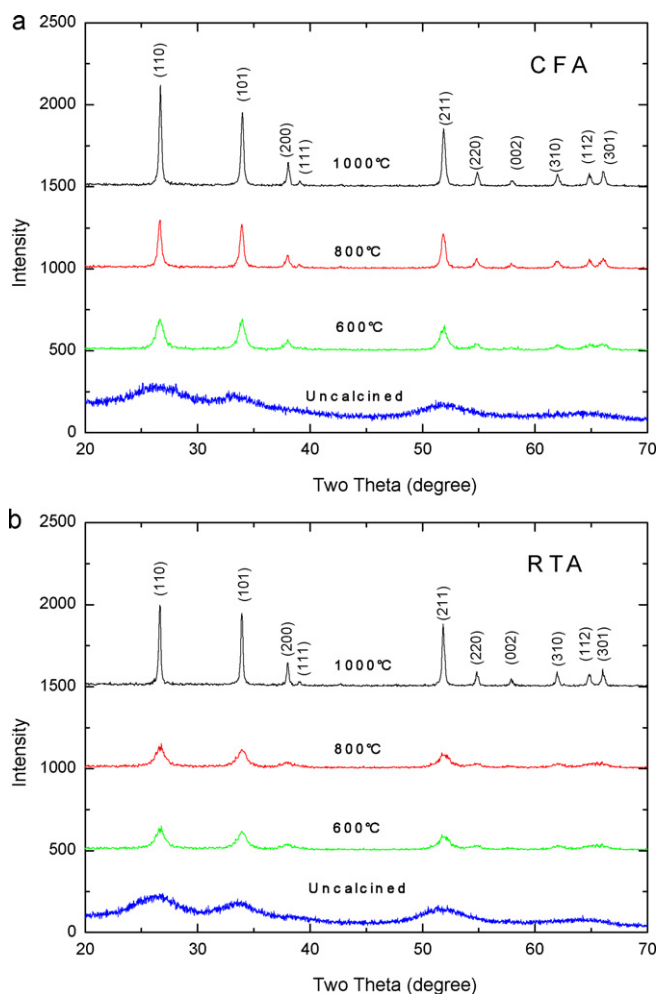 a
2500
2000
1500
1000
500
0
Intensity
CFA
(110)
(101)
(200)
(111)
(211)
(220)
(002)
(310)
(112)
(301)
1000°C
800°C
600°C
Uncalcined
20 30 40 50 60 70
Two Theta (degree)
b
2500
2000
1500
1000
500
0
Intensity
RTA
(110)
(101)
(200)
(111)
(211)
(220)
(002)
(310)
(112)
(301)
1000°C
800°C
600°C
Uncalcined
20 30 40 50 60 70
Two Theta (degree)